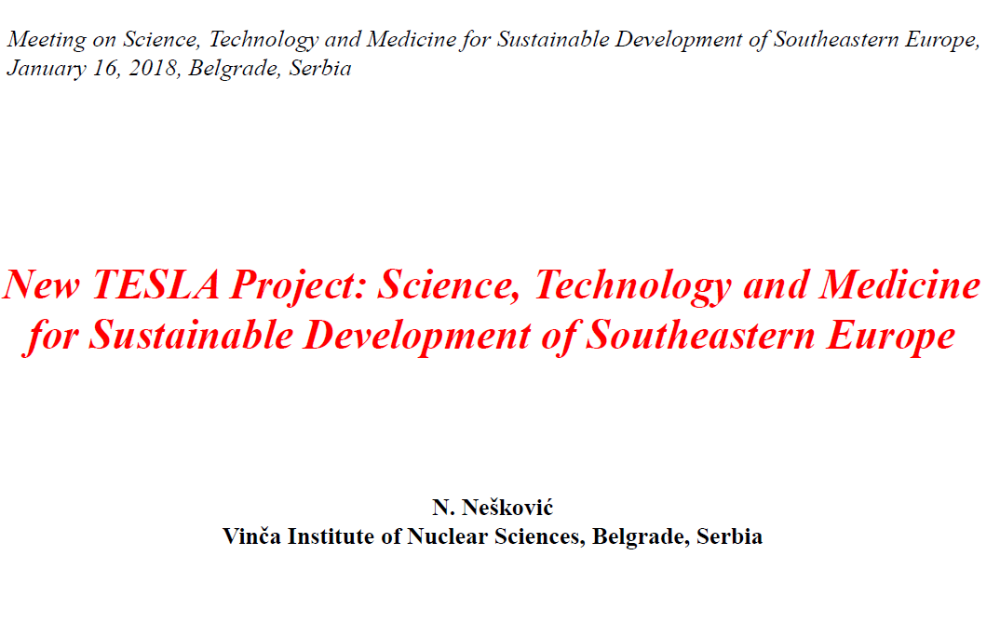 Meeting on Science, Technology and Medicine for Sustainable Development of Southeastern Europe,
January 16, 2018, Belgrade, Serbia
New TESLA Project: Science, Technology and Medicine
for Sustainable Development of Southeastern Europe
N. Nešković
Vinča Institute of Nuclear Sciences, Belgrade, Serbia